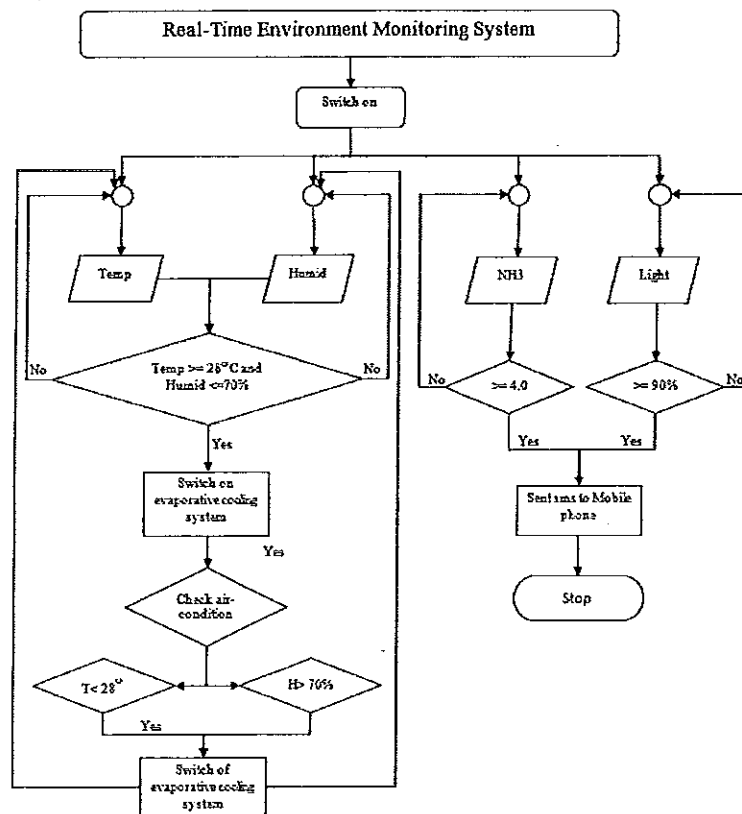 Real-Time Environment Monitoring System
Switch on
Temp
Humid
NH3
Light
No
Temp >= 28°C and
Humid <=70%
No
No
>= 4.0
>= 90%
No
Yes
Yes
Yes
Switch on
evaporative cooling
system
Sent sms to Mobile
phone
Yes
Check air-
condition
Stop
T< 28°
H> 70%
Yes
Switch of
evaporative cooling
system